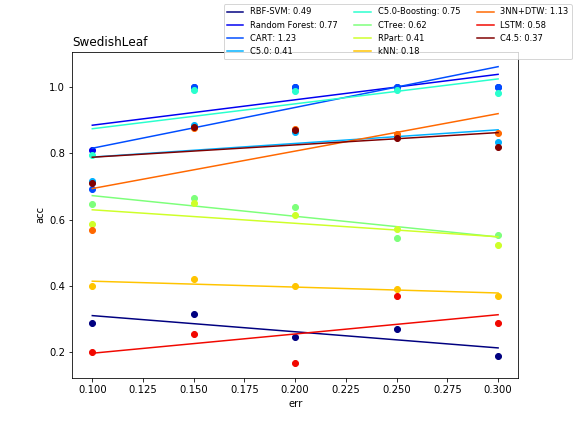 RBF-SVM: 0.49
Random Forest: 0.77
CART: 1.23
C5.0: 0.41
C5.0-Boosting: 0.75
CTree: 0.62
RPart: 0.41
kNN: 0.18
3NN+DTW: 1.13
LSTM: 0.58
C4.5: 0.37
SwedishLeaf
1.0
0.8
0.6
0.4
0.2
acc
0.100
0.125
0.150
0.175
0.200
0.225
0.250
0.275
0.300
err